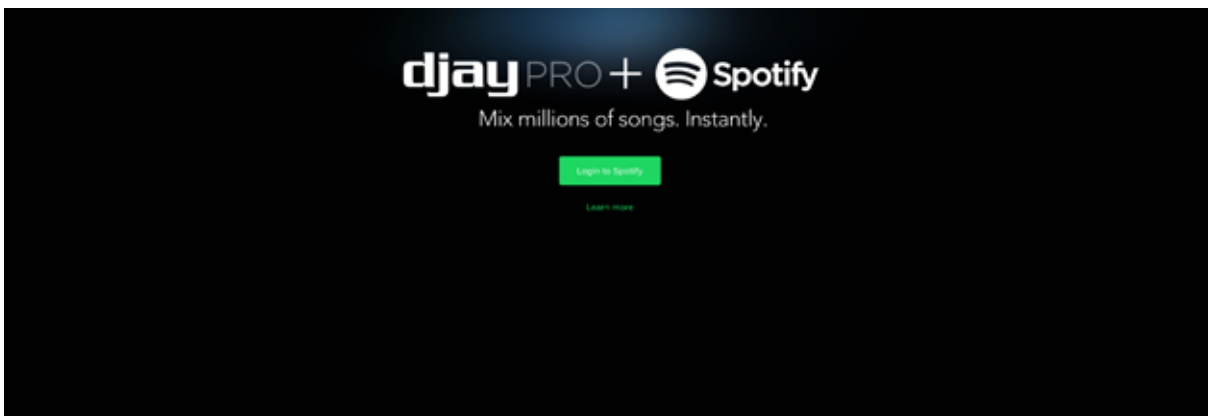 djay PRO + Spotify
Mix millions of songs. Instantly.
Login to Spotify
Learn more